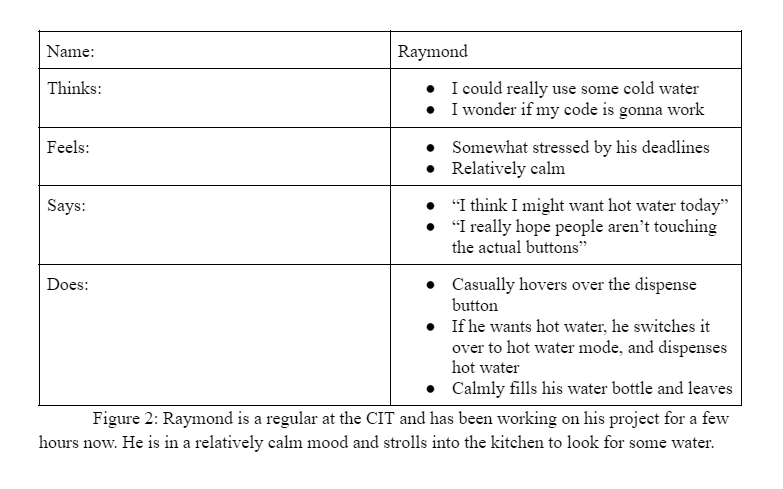 Name:
Raymond
Thinks:
● I could really use some cold water
● I wonder if my code is gonna work
Feels:
● Somewhat stressed by his deadlines
● Relatively calm
Says:
● “I think I might want hot water today”
● “I really hope people aren’t touching
the actual buttons”
Does:
● Casually hovers over the dispense
button
● If he wants hot water, he switches it
over to hot water mode, and dispenses
hot water
● Calmly fills his water bottle and leaves
Figure 2: Raymond is a regular at the CIT and has been working on his project for a few
hours now. He is in a relatively calm mood and strolls into the kitchen to look for some water.